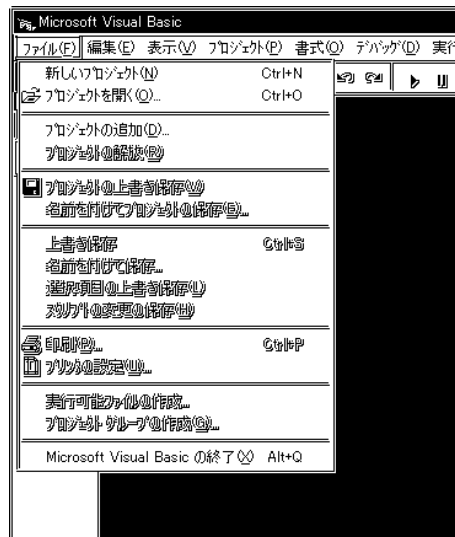 Microsoft Visual Basic
ファイル(F) 編集(E) 表示(V) プロジェクト(P) 書式(O) デバッグ(D) 実行
新しいプロジェクト(N) Ctrl+N
プロジェクトを開く(O)... Ctrl+O
プロジェクトの追加(D)...
プロジェクトの解放(R)
プロジェクトの上書き保存(V)
名前を付けてプロジェクトの保存(E)...
上書き保存 Ctrl+S
名前を付けて保存...
選択項目の上書き保存(L)
スクリプトの変更の保存(H)
印刷(P)... Ctrl+P
プリンタの設定(U)...
実行可能ファイルの作成...
プロジェクト グループの作成(G)...
Microsoft Visual Basic の終了(X) Alt+Q